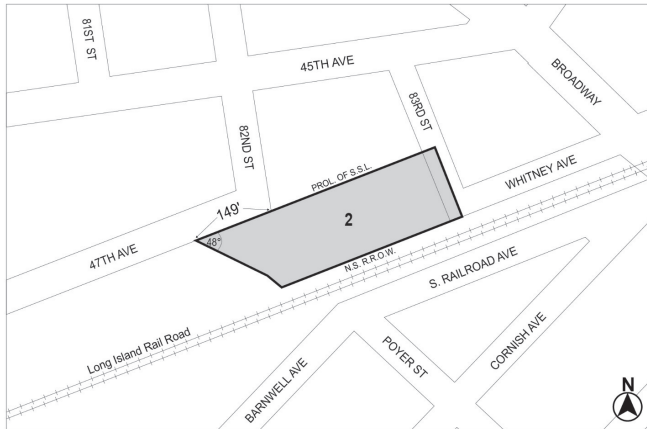 81ST ST
45TH AVE
BROADWAY
82ND ST
83RD ST
PROL. OF S.S.L.
WHITNEY AVE
149'
2
48°
47TH AVE
N.S. R.R.O.W.
S. RAILROAD AVE
Long Island Rail Road
POYER ST
CORNISH AVE
BARNWELL AVE
N